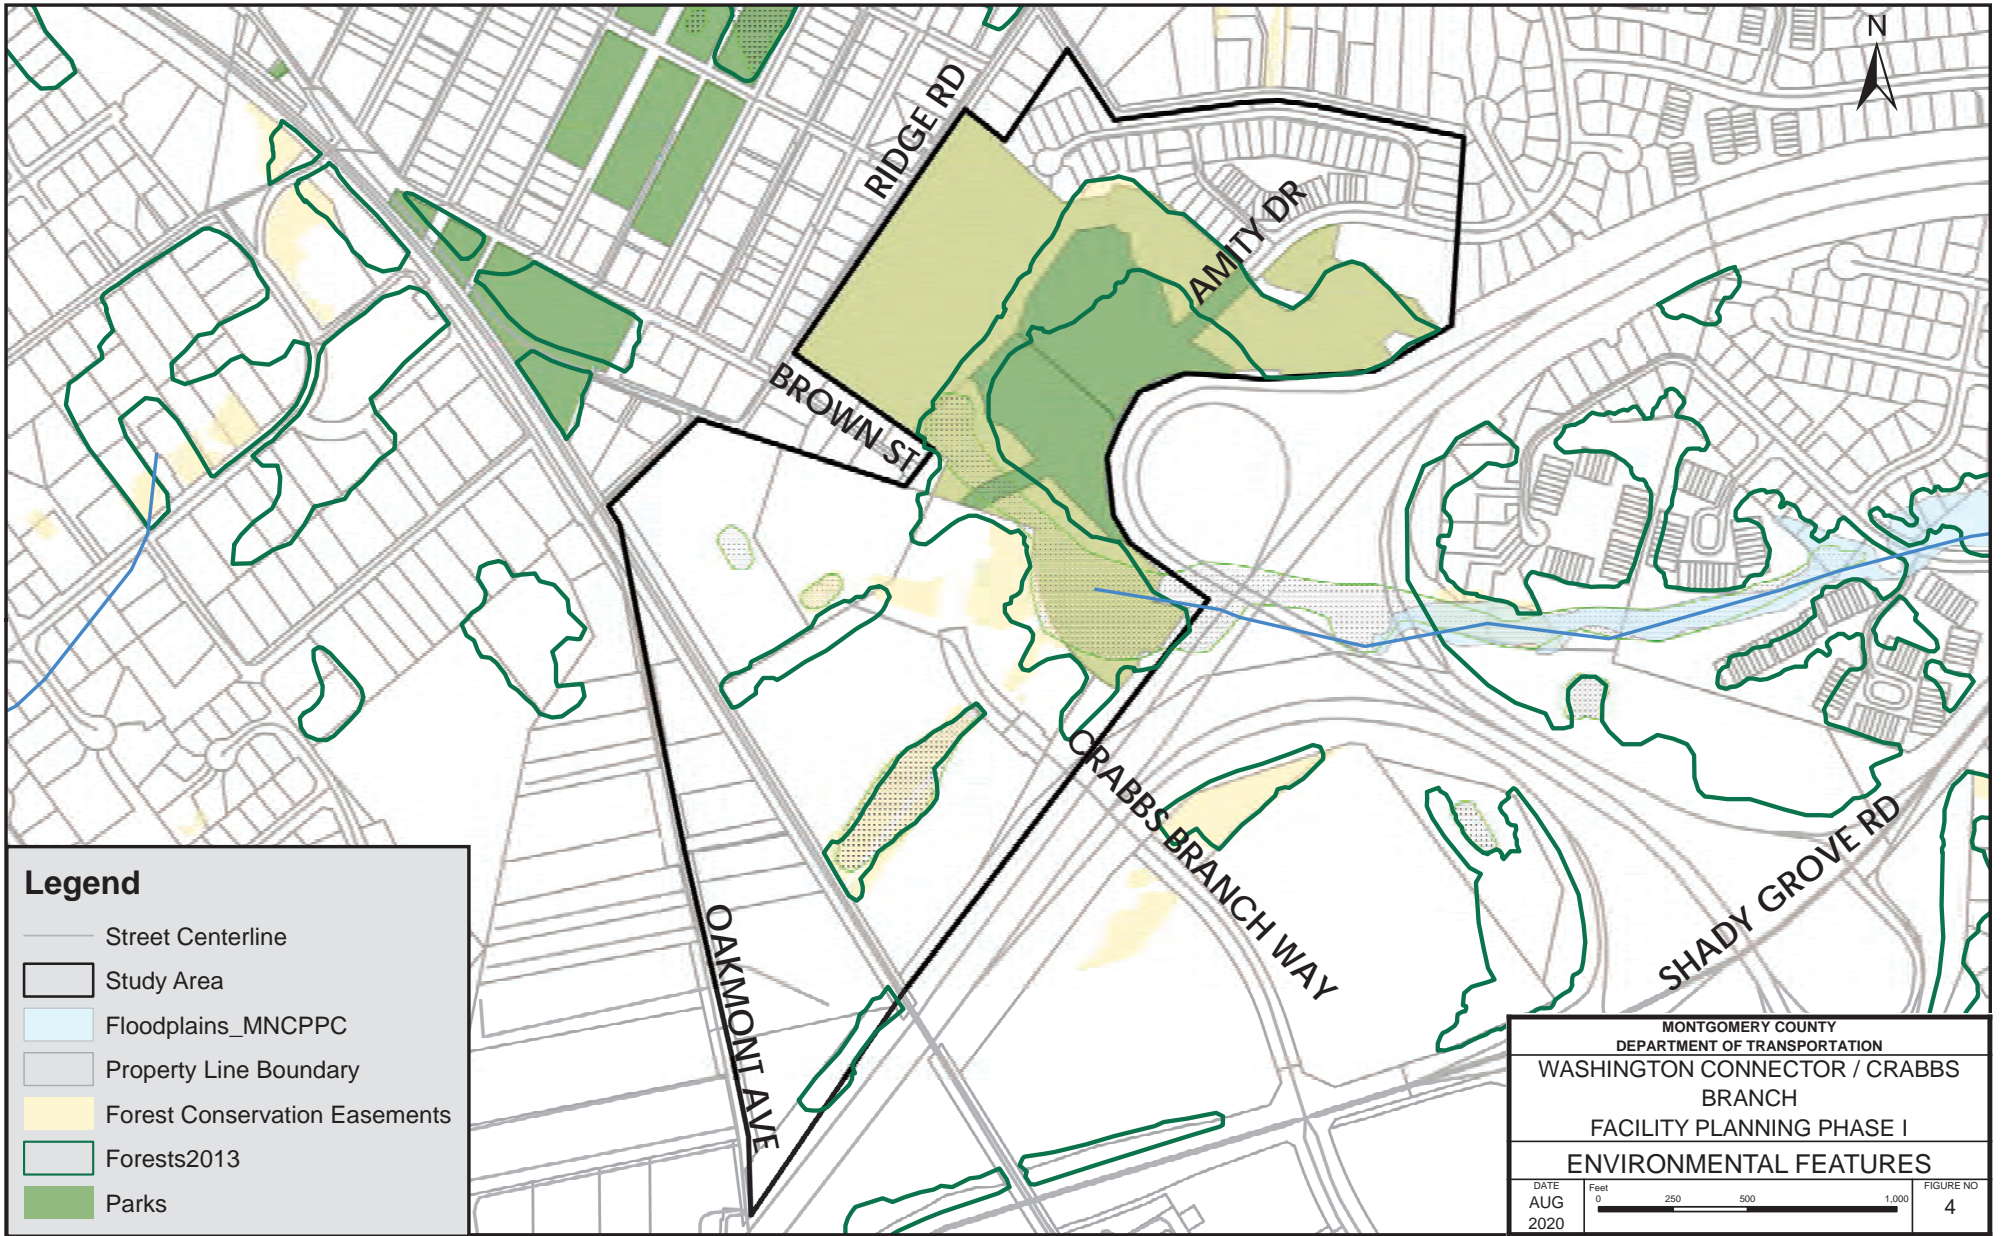 N
RIDGE RD
AMITY DR
BROWN ST
CRABBS BRANCH WAY
SHADY GROVE RD
OAKMONT AVE
Legend
Street Centerline
Study Area
Floodplains_MNCPPC
Property Line Boundary
Forest Conservation Easements
Forests2013
Parks
MONTGOMERY COUNTY
DEPARTMENT OF TRANSPORTATION
WASHINGTON CONNECTOR / CRABBS
BRANCH
FACILITY PLANNING PHASE I
ENVIRONMENTAL FEATURES
DATE
AUG
2020
Feet
0 250 500 1,000
FIGURE NO
4